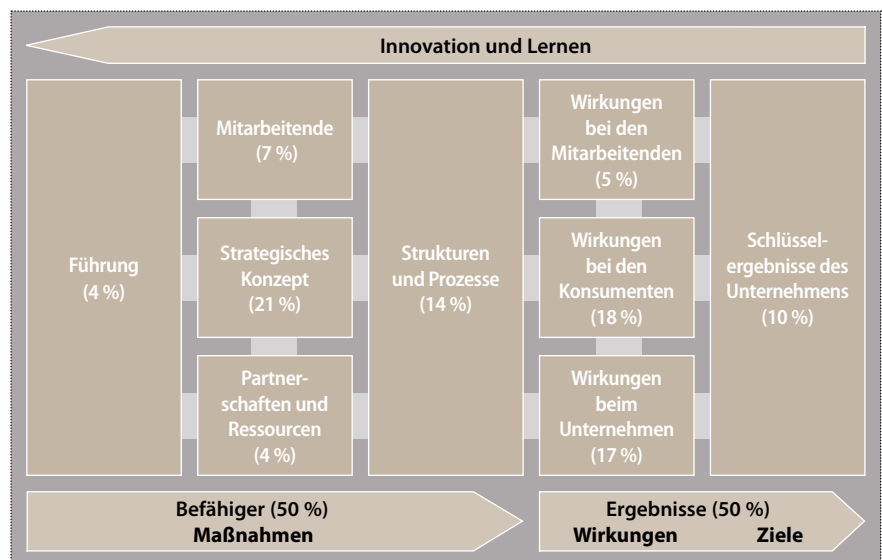 Innovation und Lernen
Führung
(4 %)
Mitarbeitende
(7 %)
Strategisches
Konzept
(21 %)
Partner-
schaften und
Ressourcen
(4 %)
Strukturen
und Prozesse
(14 %)
Wirkungen
bei den
Mitarbeitenden
(5 %)
Wirkungen
bei den
Konsumenten
(18 %)
Wirkungen
beim
Unternehmen
(17 %)
Schlüssel-
ergebnisse des
Unternehmens
(10 %)
Befähiger (50 %)
Maßnahmen
Ergebnisse (50 %)
Wirkungen Ziele